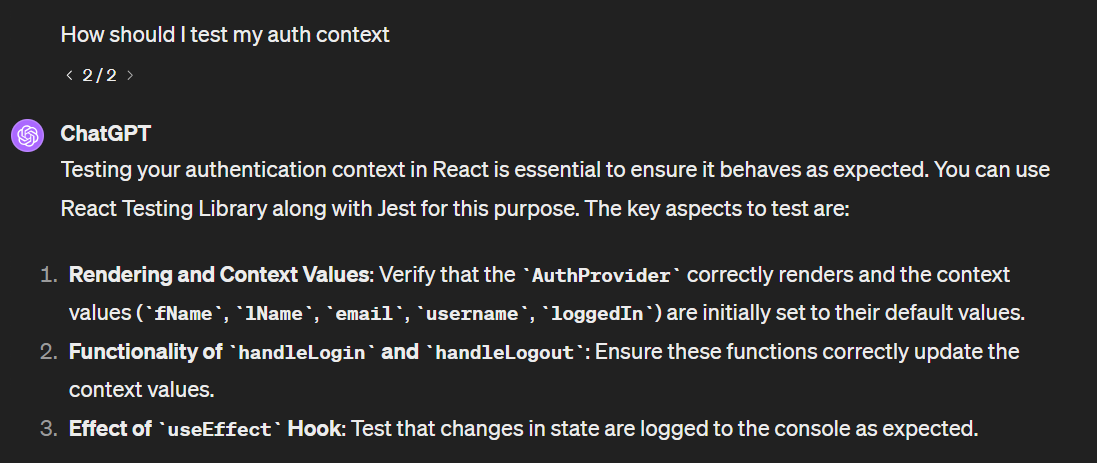 How should I test my auth context
< 2/2 >
ChatGPT
Testing your authentication context in React is essential to ensure it behaves as expected. You can use
React Testing Library along with Jest for this purpose. The key aspects to test are:
1. Rendering and Context Values: Verify that the `AuthProvider` correctly renders and the context
values (`fName`, `lName`, `email`, `username`, `loggedIn`) are initially set to their default values.
2. Functionality of `handleLogin` and `handleLogout`: Ensure these functions correctly update the
context values.
3. Effect of `useEffect` Hook: Test that changes in state are logged to the console as expected.